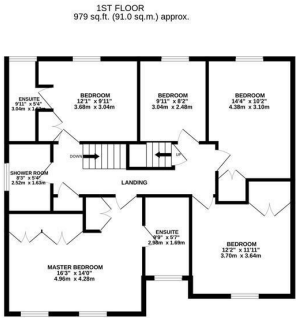 1ST FLOOR
979 sq.ft. (91.0 sq.m.) approx.
ENSUITE
9'11" x 5'4"
BEDROOM
12'1" x 9'11"
3.68m x 3.04m
BEDROOM
9'11" x 8'2"
3.04m x 2.48m
BEDROOM
14'4" x 10'2"
4.38m x 3.10m
DOWN
UP
SHOWER ROOM
8'3" x 5'4"
2.52m x 1.63m
LANDING
ENSUITE
9'9" x 5'7"
2.98m x 1.69m
BEDROOM
12'2" x 11'11"
3.70m x 3.64m
MASTER BEDROOM
16'3" x 14'0"
4.96m x 4.28m